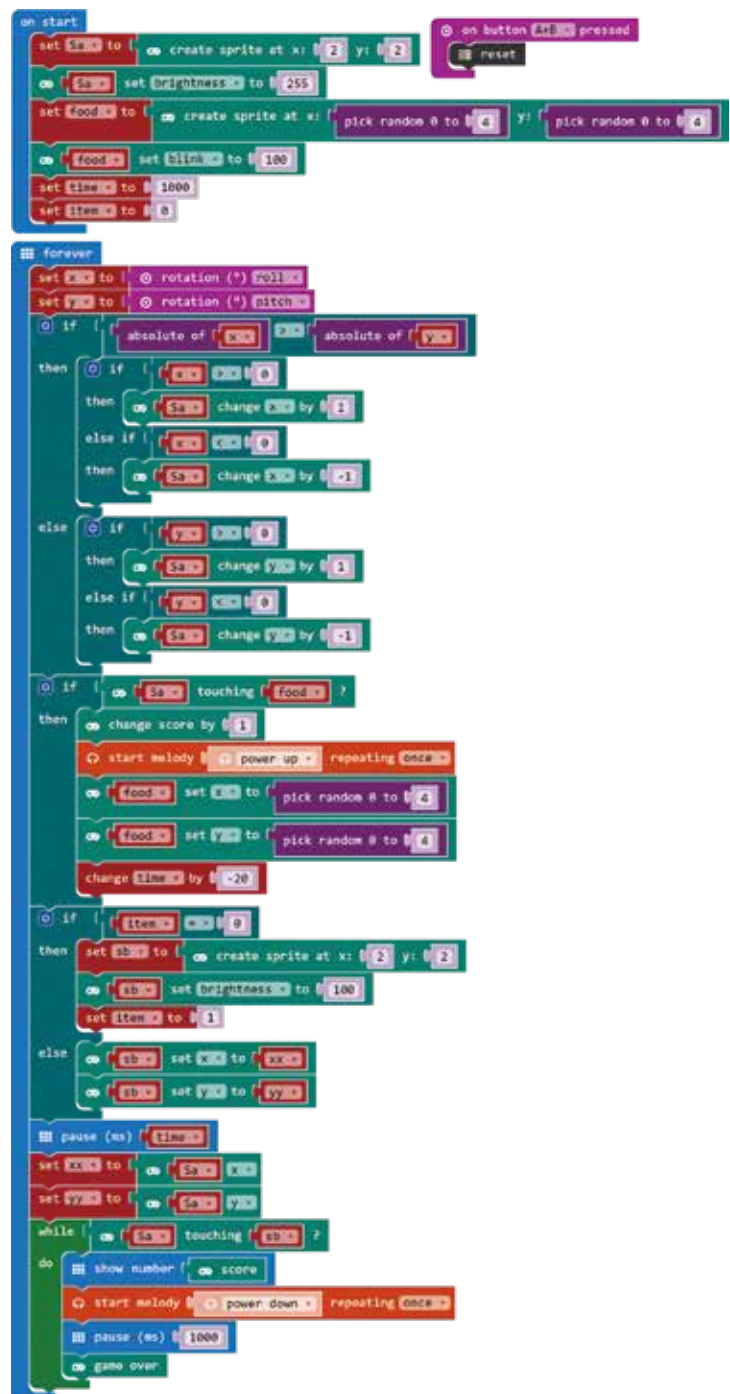 on start
set Sa to create sprite at x: 2 y: 2
Sa set brightness to 255
set food to create sprite at x: pick random 0 to 4 y: pick random 0 to 4
food set blink to 100
set time to 1000
set item to 0
on button A+B pressed
reset
forever
set x to rotation (°) roll
set y to rotation (°) pitch
if absolute of x > absolute of y
then if x > 0
then Sa change x by 1
else if x < 0
then Sa change x by -1
else if y > 0
then Sa change y by 1
else if y < 0
then Sa change y by -1
if Sa touching food ?
then change score by 1
start melody power up repeating once
food set x to pick random 0 to 4
food set y to pick random 0 to 4
change time by -20
if item = 0
then set sb to create sprite at x: 2 y: 2
sb set brightness to 100
set item to 1
else sb set x to xx
sb set y to yy
pause (ms) time
set xx to Sa x
set yy to Sa y
while Sa touching sb ?
do show number score
start melody power down repeating once
pause (ms) 1000
game over